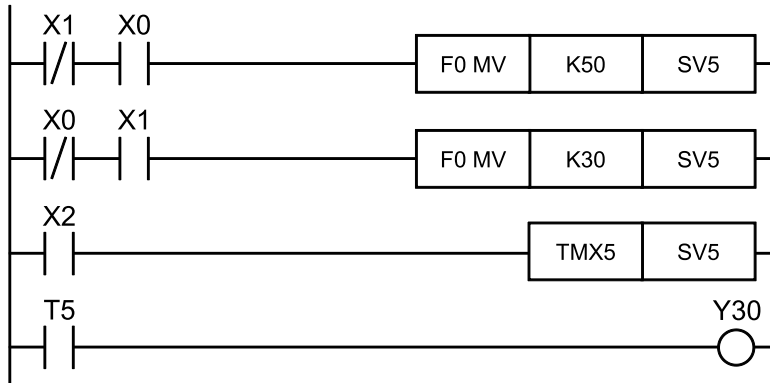 X1 X0
F0 MV K50 SV5
X0 X1
F0 MV K30 SV5
X2
TMX5 SV5
T5 Y30